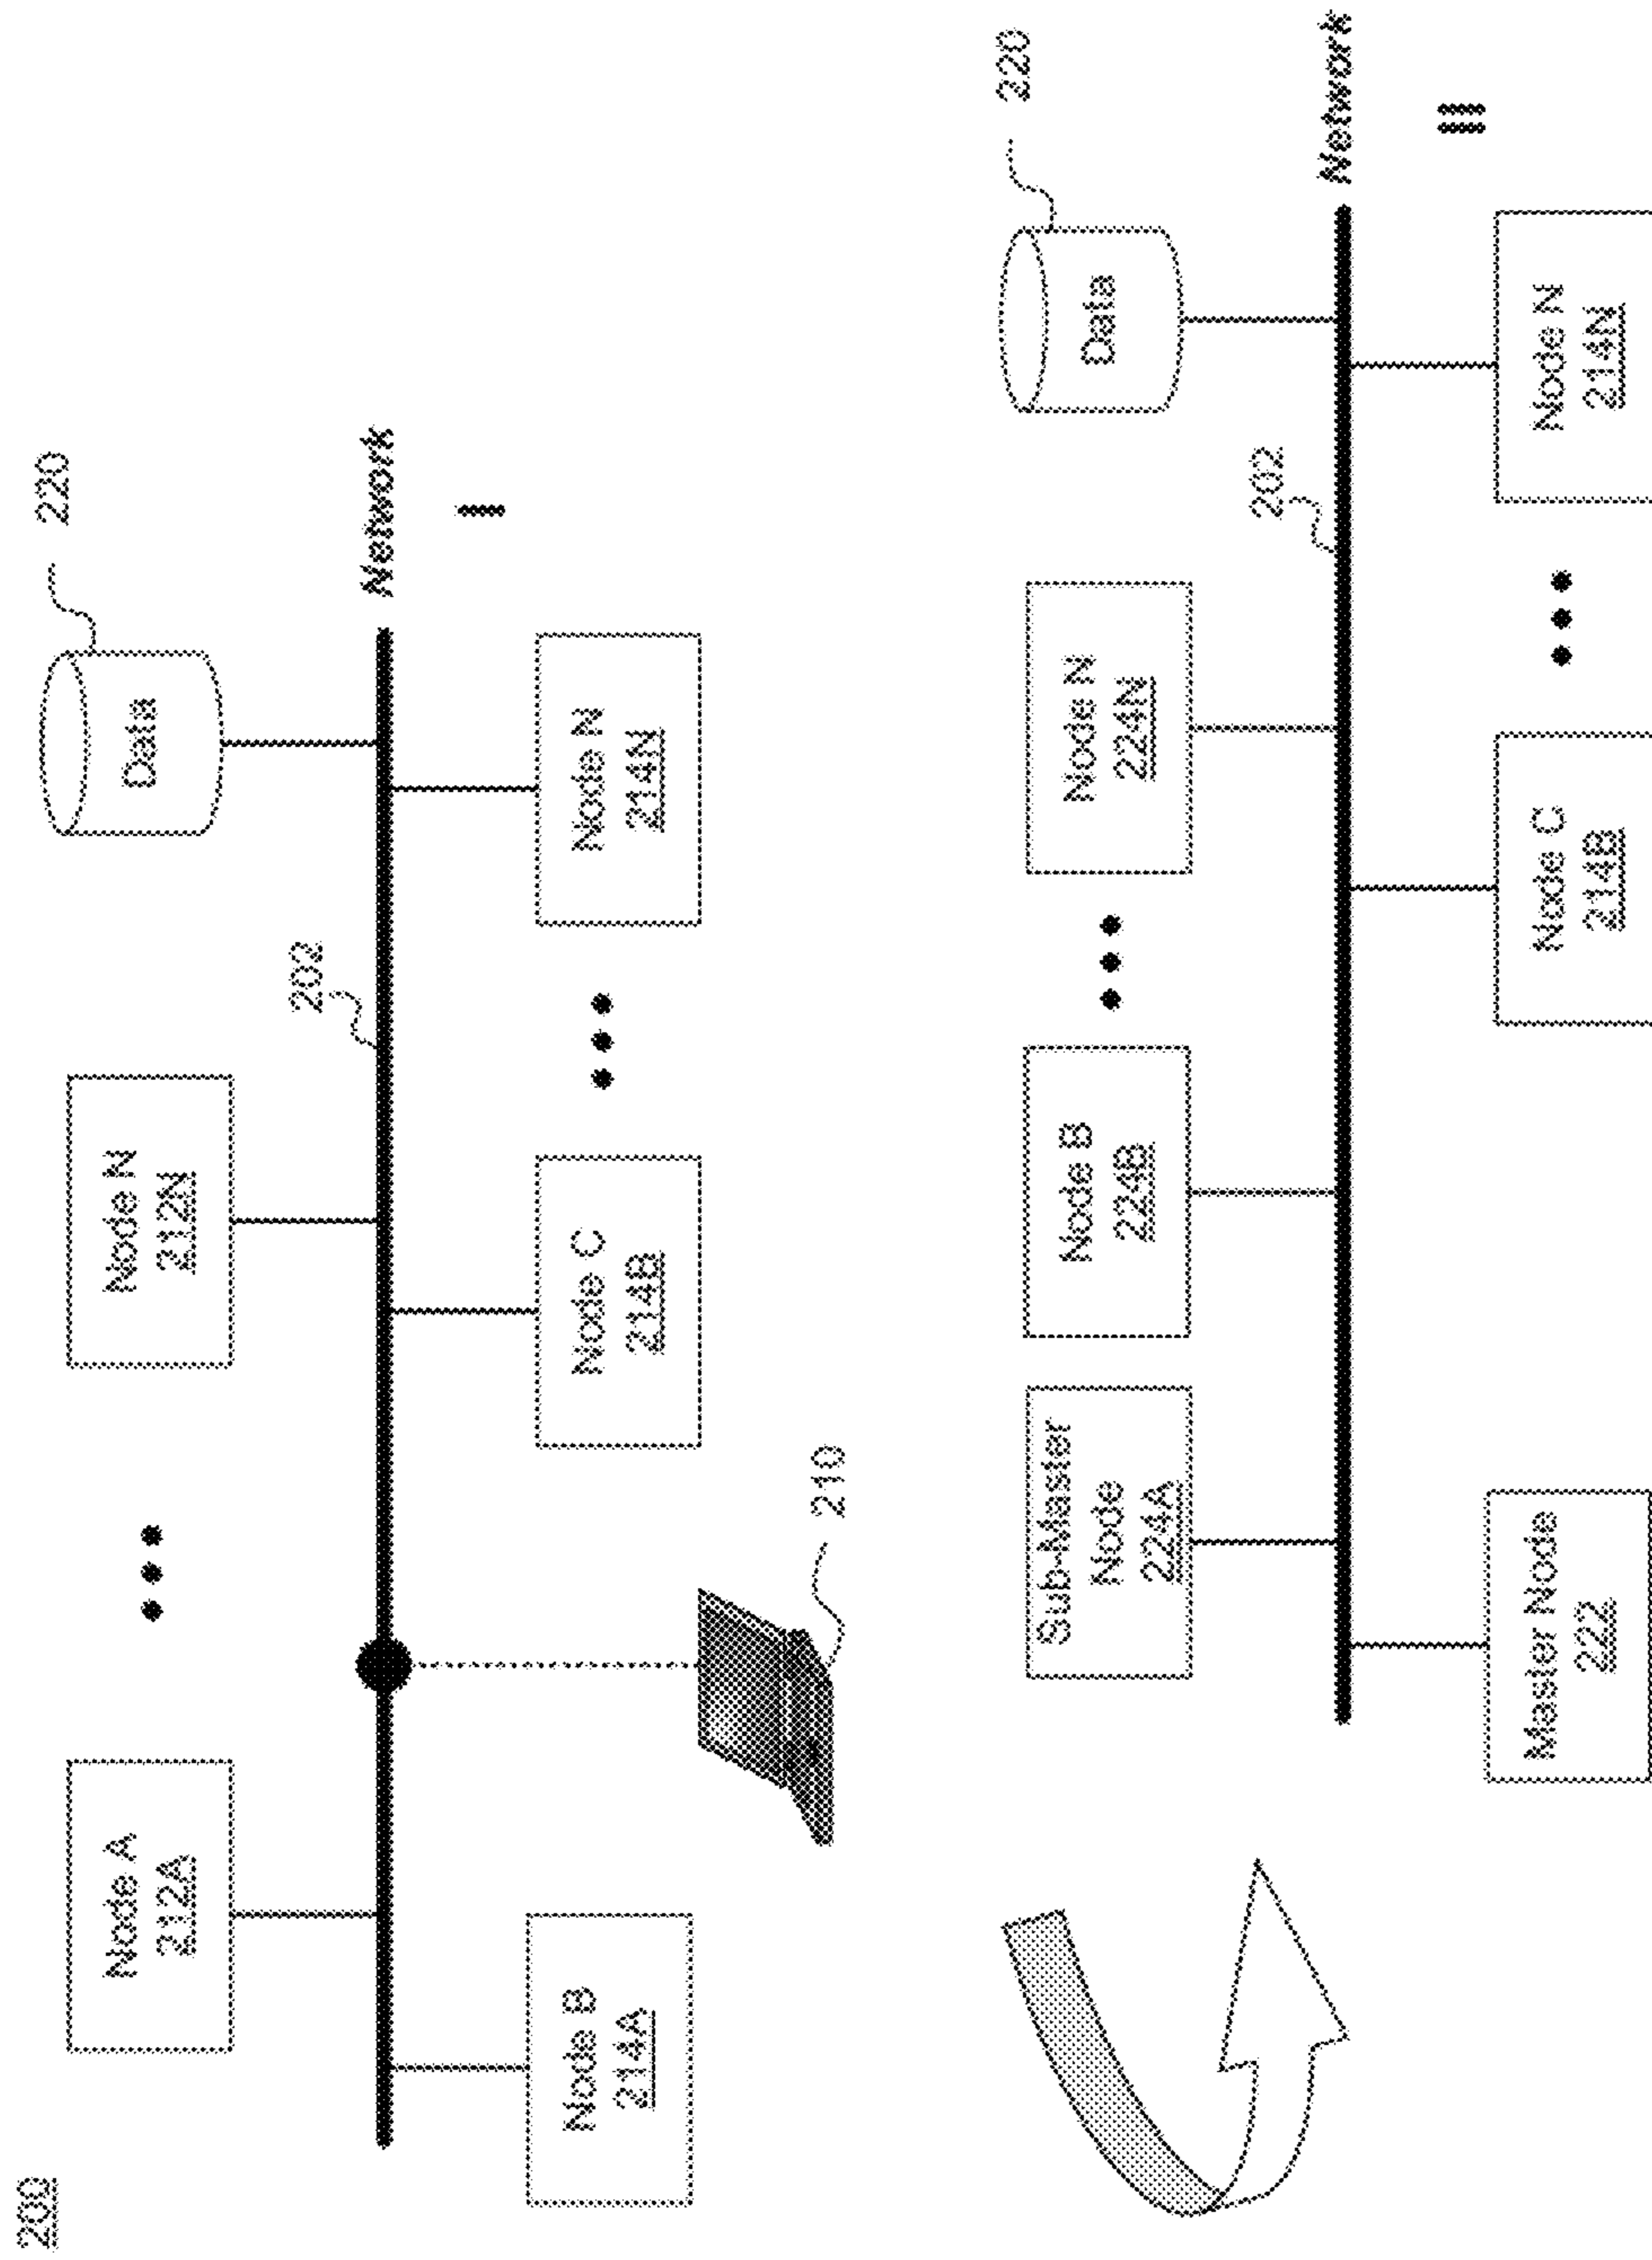 200
220
Data
Node A
212A
Node N
212N
202
Network
I
Node B
214A
Node C
214B
Node N
214N
210
220
Data
Sub-Master
Node
224A
Node B
224B
Node N
224N
202
Network
II
Master Node
222
Node C
214B
Node N
214N